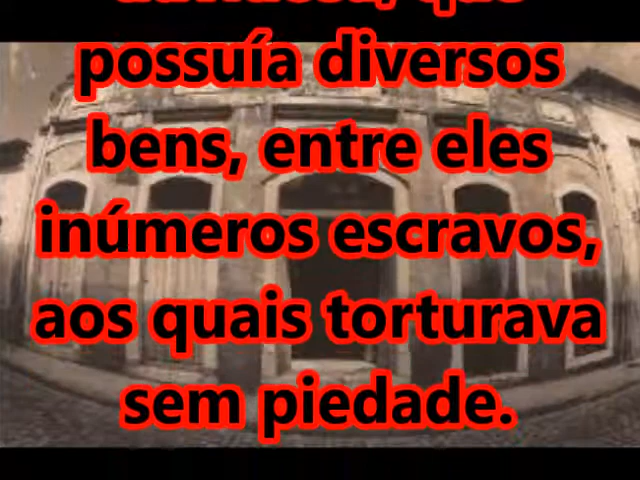 possuía diversos
bens, entre eles
inúmeros escravos,
aos quais torturava
sem piedade.